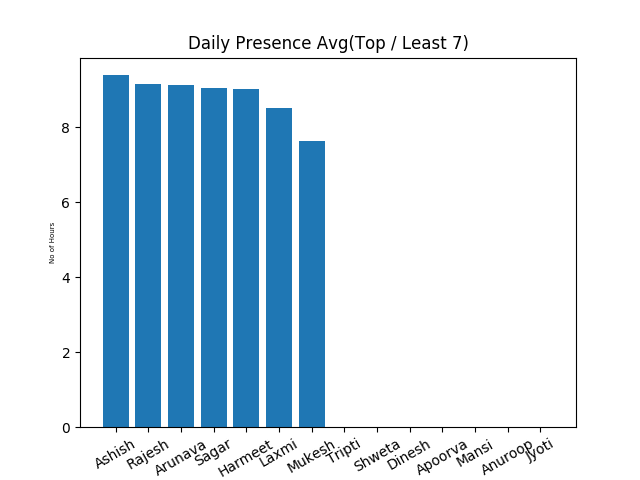 Daily Presence Avg(Top / Least 7)
8
6
4
2
0
No of Hours
Ashish
Rajesh
Arunava
Sagar
Harmeet
Laxmi
Mukesh
Tripti
Shweta
Dinesh
Apoorva
Mansi
Anuroop
Jyoti